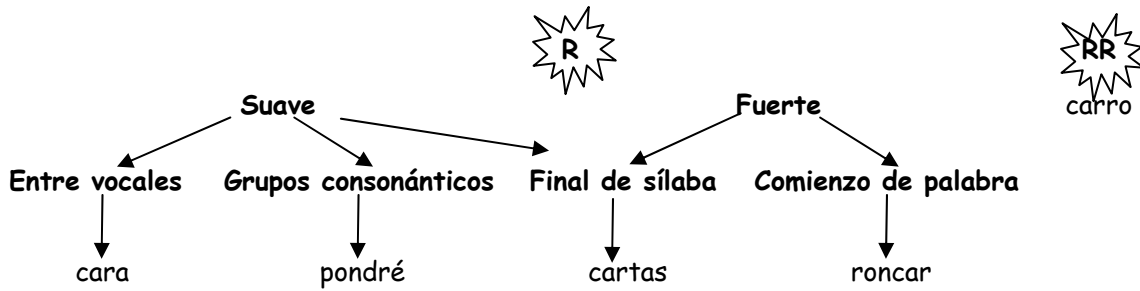 R RR
Suave Fuerte carro
Entre vocales Grupos consonánticos Final de sílaba Comienzo de palabra
cara pondré cartas roncar